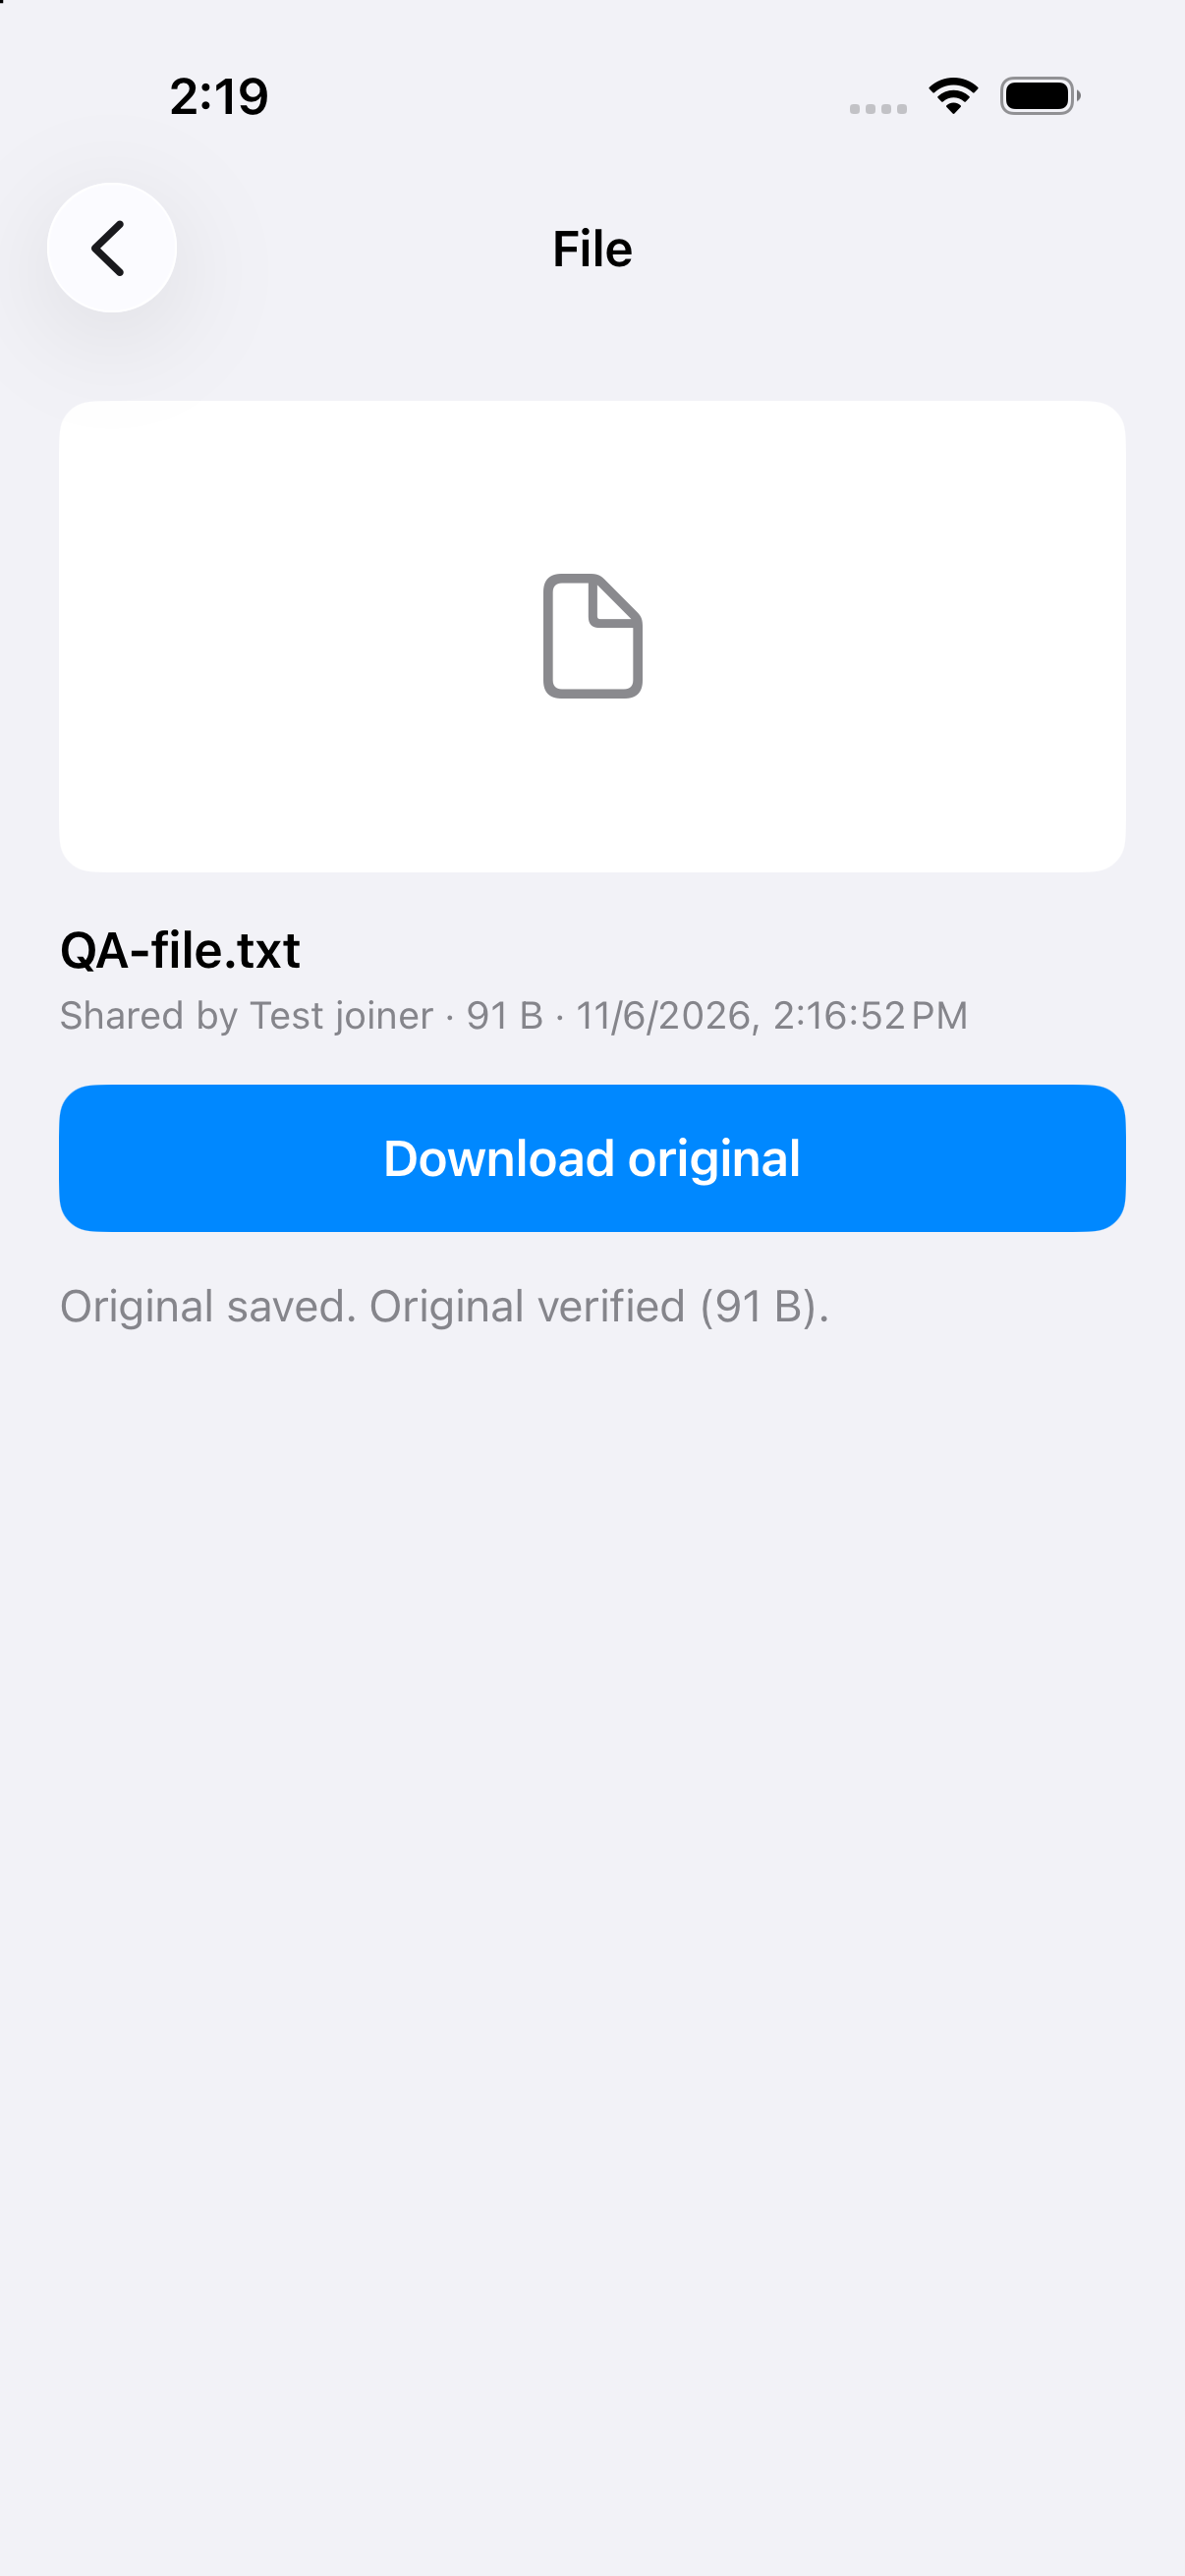 2:19
File
QA-file.txt
Shared by Test joiner · 91 B · 11/6/2026, 2:16:52 PM
Download original
Original saved. Original verified (91 B).